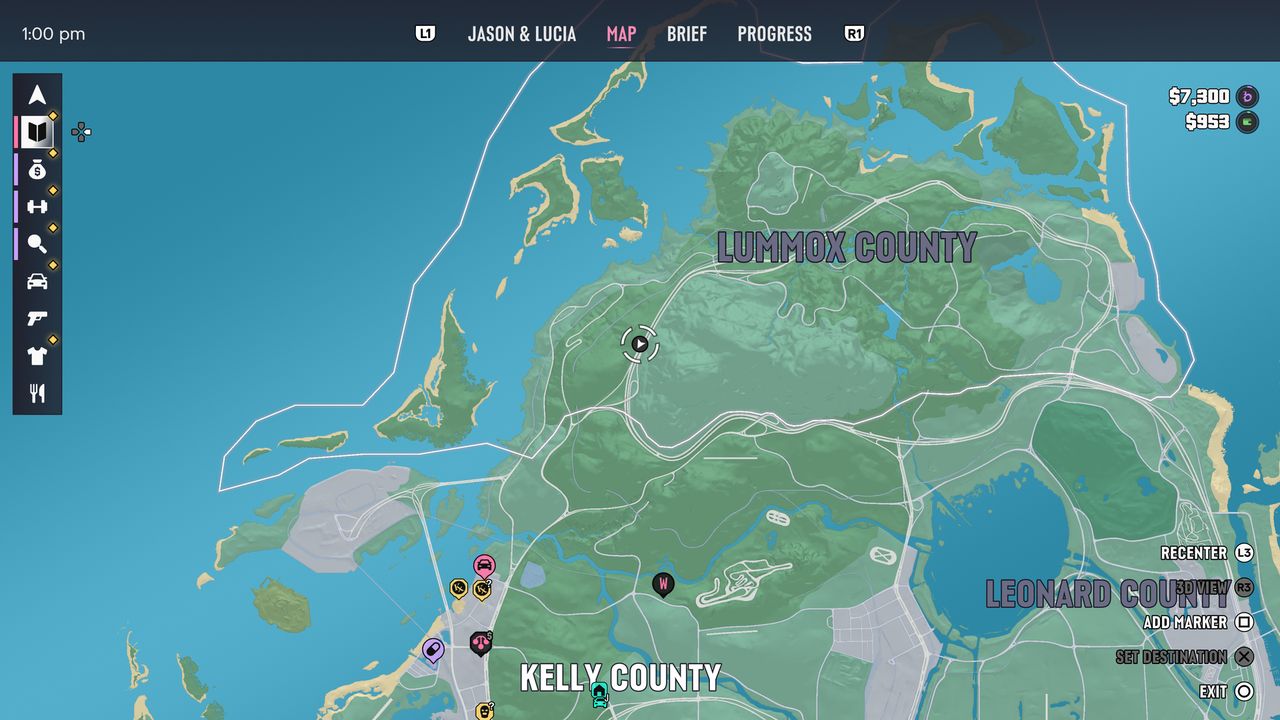 1:00 pm
L1 JASON & LUCIA MAP BRIEF PROGRESS R1
$7,300
$953
LUMMOX COUNTY
RECENTER L3
LEONARD COUNTY
3D VIEW R3
W
ADD MARKER
SET DESTINATION
KELLY COUNTY
EXIT